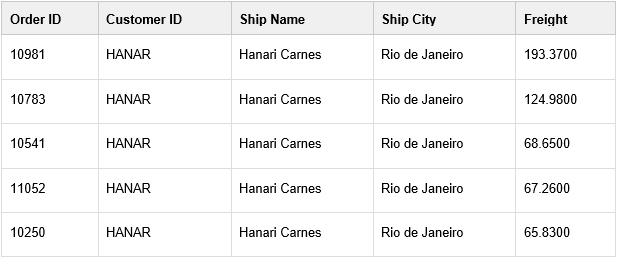 Order ID Customer ID Ship Name Ship City Freight
10981 HANAR Hanari Carnes Rio de Janeiro 193.3700
10783 HANAR Hanari Carnes Rio de Janeiro 124.9800
10541 HANAR Hanari Carnes Rio de Janeiro 68.6500
11052 HANAR Hanari Carnes Rio de Janeiro 67.2600
10250 HANAR Hanari Carnes Rio de Janeiro 65.8300